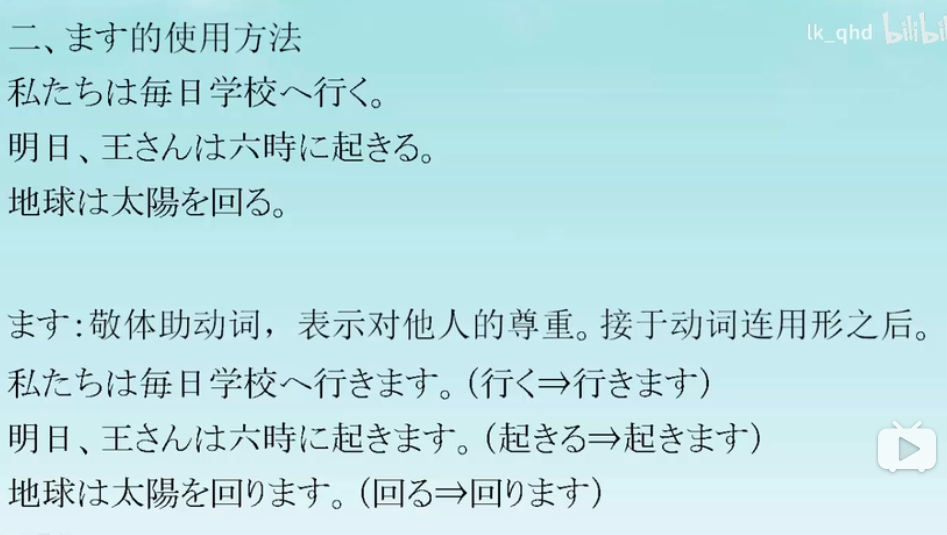 二、ます的使用方法
lk_qhd
私たちは毎日学校へ行く。
明日、王さんは六時に起きる。
地球は太陽を回る。
ます:敬体助动词，表示对他人的尊重。接于动词连用形之后。
私たちは毎日学校へ行きます。（行く⇒行きます）
明日、王さんは六時に起きます。（起きる⇒起きます）
地球は太陽を回ります。（回る⇒回ります）